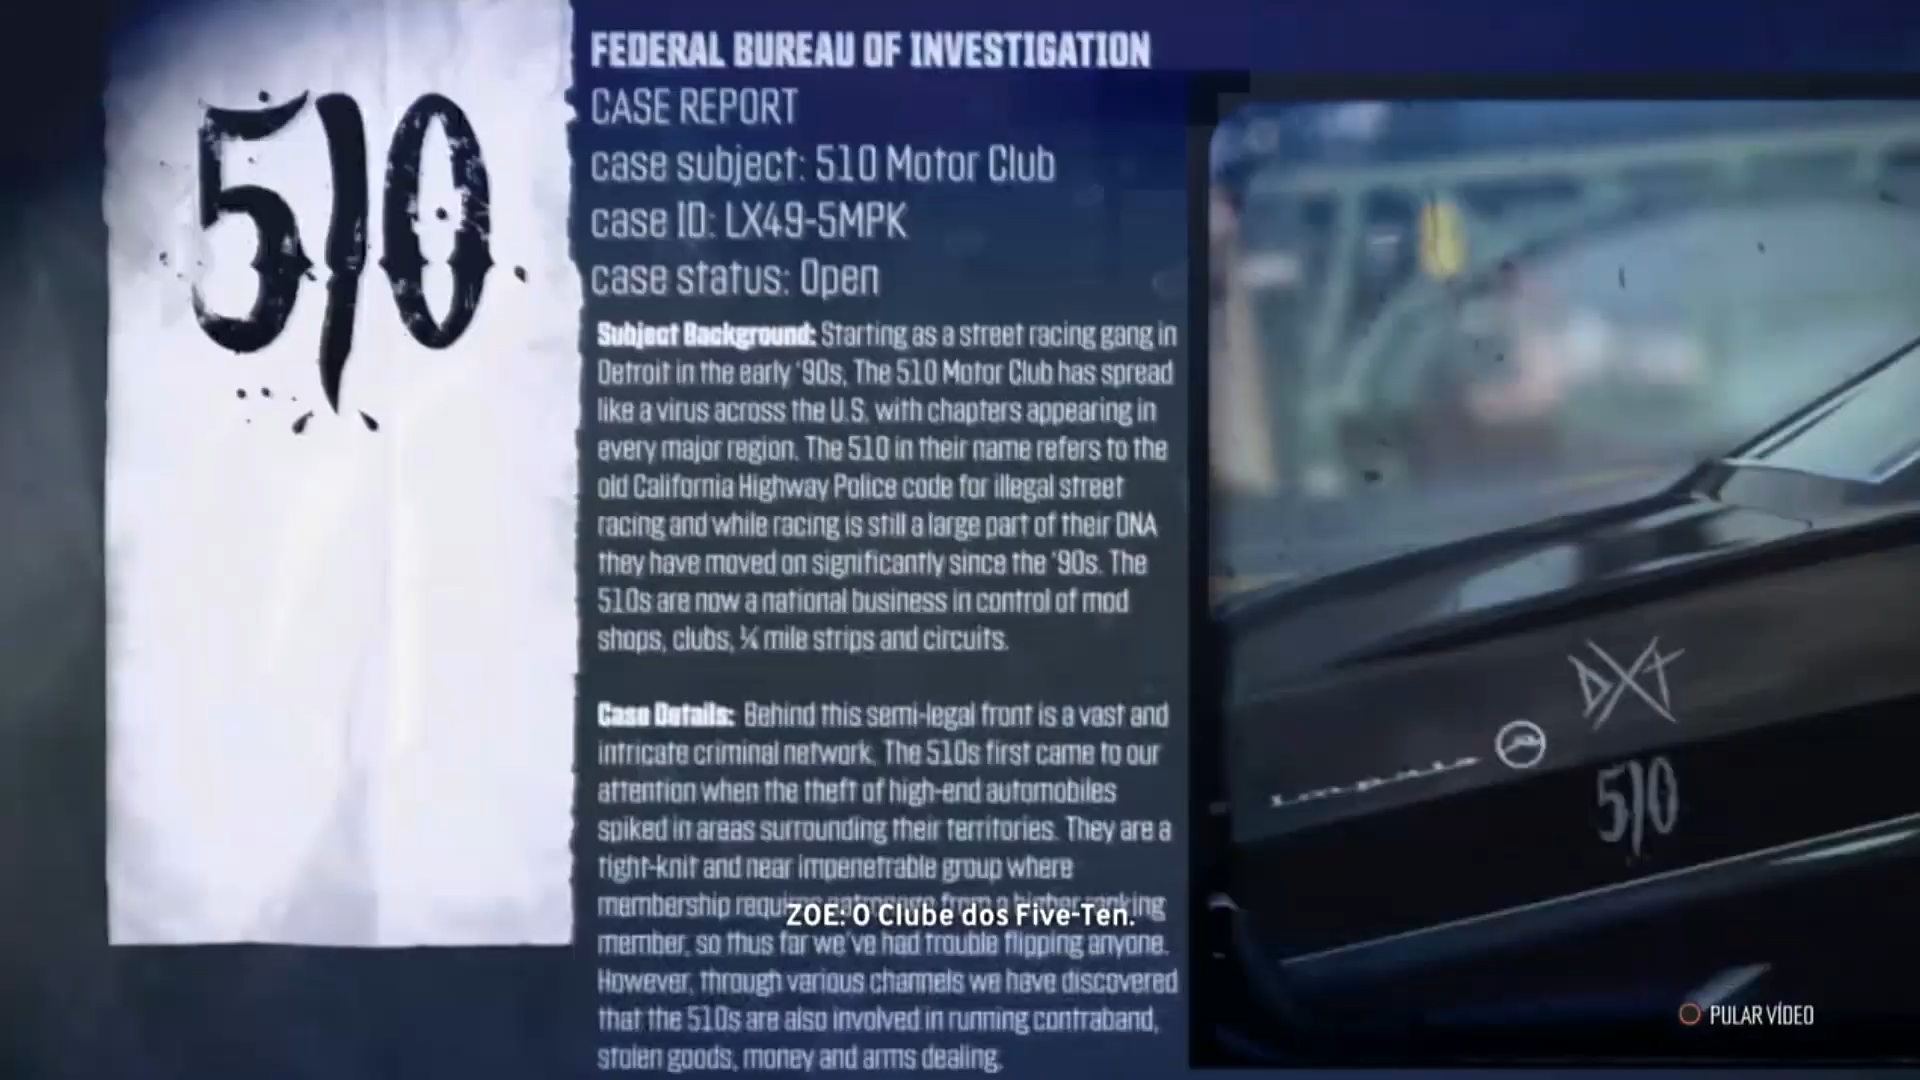 510
FEDERAL BUREAU OF INVESTIGATION
CASE REPORT
case subject: 510 Motor Club
case ID: LX49-5MPK
case status: Open
Subject Background: Starting as a street racing gang in
Detroit in the early '90s, The 510 Motor Club has spread
like a virus across the U.S. with chapters appearing in
every major region. The 510 in their name refers to the
old California Highway Police code for illegal street
racing and while racing is still a large part of their DNA
they have moved on significantly since the '90s. The
510s are now a national business in control of mod
shops, clubs, ¼ mile strips and circuits.
Case Details: Behind this semi-legal front is a vast and
intricate criminal network. The 510s first came to our
attention when the theft of high-end automobiles
spiked in areas surrounding their territories. They are a
tight-knit and near impenetrable group where
membership from a higher ranking
ZOE: O Clube dos Five-Ten.
member, so thus far we've had trouble flipping anyone.
However, through various channels we have discovered
that the 510s are also involved in running contraband,
stolen goods, money and arms dealing.
DXT
Impala
510
PULAR VÍDEO